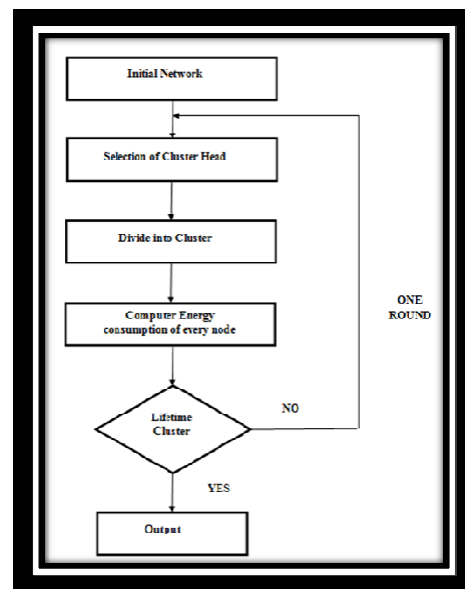 Initial Network
Selection of Cluster Head
Divide into Cluster
Computer Energy
consumption of every node
ONE
ROUND
Lifetime
Cluster
NO
YES
Output